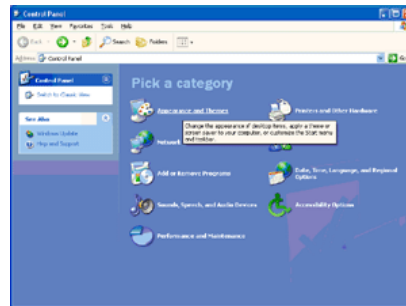 Control Panel
File Edit View Favorites Tools Help
Back Search Folders
Address Control Panel Go
Control Panel
Switch to Classic View
See Also
Windows Update
Help and Support
Pick a category
Appearance and Themes
Printers and Other Hardware
Change the appearance of desktop items, apply a theme or
screen saver to your computer, or customize the Start menu
and taskbar.
Network
Add or Remove Programs
Date, Time, Language, and Regional
Options
Sounds, Speech, and Audio Devices
Accessibility Options
Performance and Maintenance